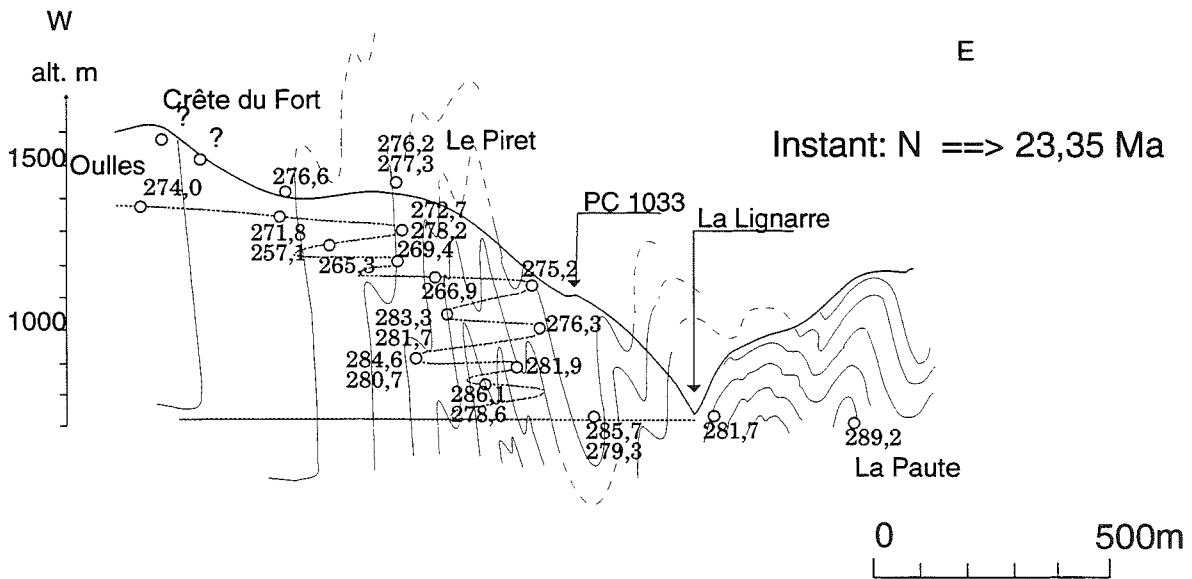 W
E
alt. m
Crête du Fort
?
?
276,2
277,3
Le Piret
Instant: N ==> 23,35 Ma
1500
Oulles
274,0
276,6
PC 1033
La Lignarre
272,7
278,2
271,8
257,1
265,3
269,4
275,2
266,9
1000
283,3
281,7
276,3
284,6
280,7
281,9
286,1
278,6
285,7
279,3
281,7
289,2
La Paute
0
500m